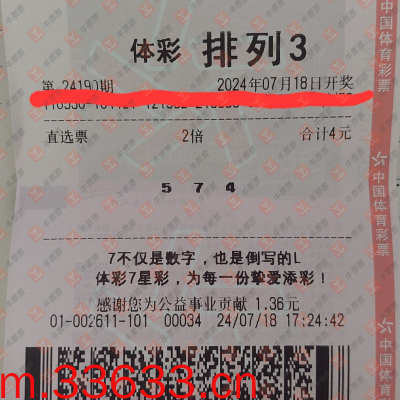 体彩 排列3
第 24190期 2024年07月18日开奖
直选票 2倍 合计4元
5 7 4
7不仅是数字，也是倒写的L
体彩7星彩，为每一份挚爱添彩！
感谢您为公益事业贡献 1.36元
01-002611-101 00034 24/07/18 17:24:42
m.33633.cn
中国体育彩票
中国体育彩票
中国体育